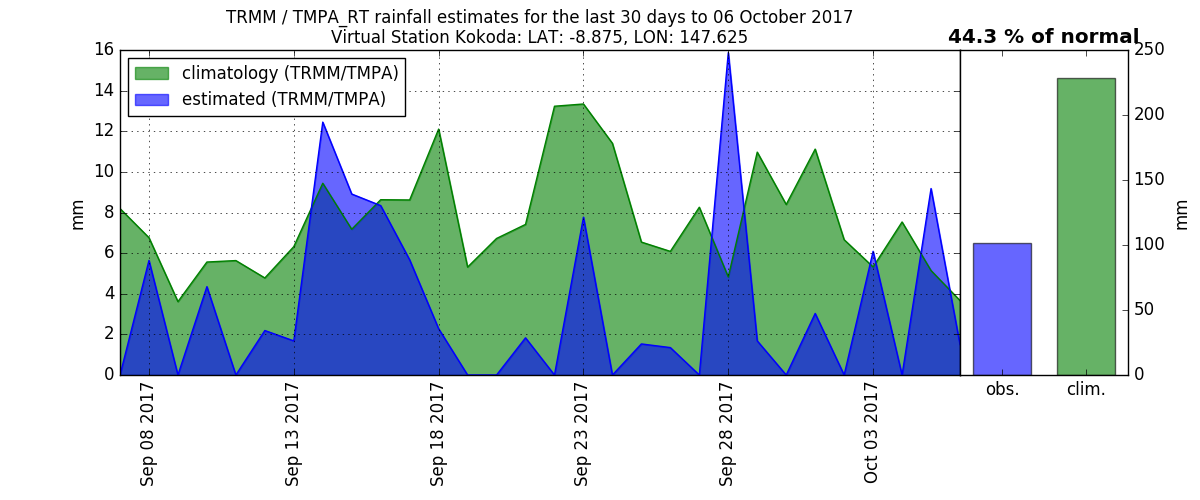 TRMM / TMPA_RT rainfall estimates for the last 30 days to 06 October 2017
Virtual Station Kokoda: LAT: -8.875, LON: 147.625
44.3 % of normal
climatology (TRMM/TMPA)
estimated (TRMM/TMPA)
mm
16
14
12
10
8
6
4
2
0
Sep 08 2017
Sep 13 2017
Sep 18 2017
Sep 23 2017
Sep 28 2017
Oct 03 2017
obs.
clim.
250
200
150
100
50
0
mm